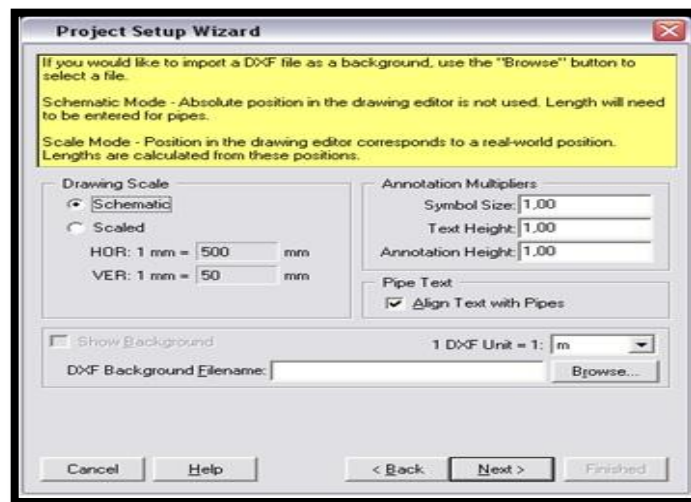 Project Setup Wizard
If you would like to import a DXF file as a background, use the "Browse" button to
select a file.
Schematic Mode - Absolute position in the drawing editor is not used. Length will need
to be entered for pipes.
Scale Mode - Position in the drawing editor corresponds to a real-world position.
Lengths are calculated from these positions.
Drawing Scale
Schematic
Scaled
HOR: 1 mm = 500 mm
VER: 1 mm = 50 mm
Annotation Multipliers
Symbol Size: 1,00
Text Height: 1,00
Annotation Height: 1,00
Pipe Text
Align Text with Pipes
Show Background
1 DXF Unit = 1: m
DXF Background Filename:
Browse...
Cancel Help < Back Next > Finished